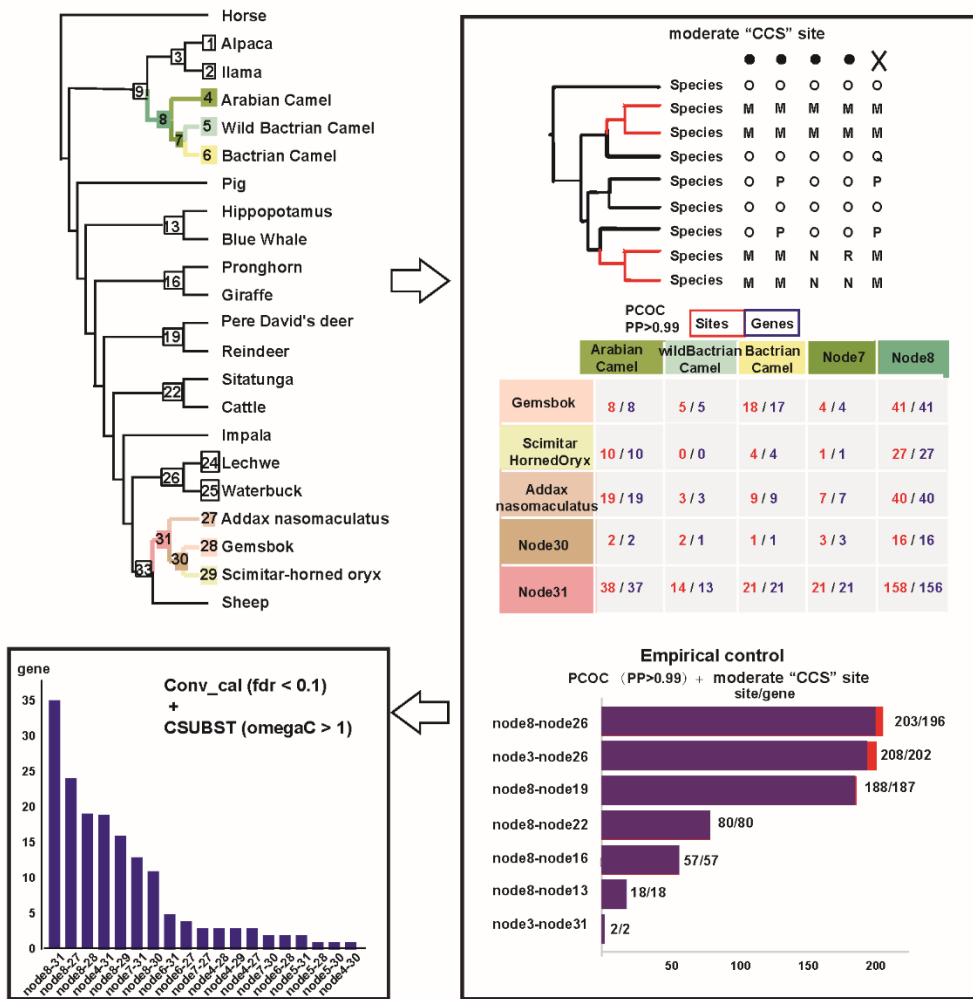 Horse
1 Alpaca
3
2 llama
9
4 Arabian Camel
8
5 Wild Bactrian Camel
7
6 Bactrian Camel
Pig
Hippopotamus
13
Blue Whale
Pronghorn
16
Giraffe
Pere David's deer
19
Reindeer
Sitatunga
22
Cattle
Impala
24 Lechwe
26
25 Waterbuck
27 Addax nasomaculatus
31
28 Gemsbok
30
33
29 Scimitar-horned oryx
Sheep
moderate “CCS” site
X
Species O O O O O
Species M M M M M
Species M M M M M
Species O O O O Q
Species O P O O P
Species O O O O O
Species O P O O P
Species M M N R M
Species M M N N M
PCOC
PP>0.99
Sites Genes
Arabian Camel wildBactrian Camel Bactrian Camel Node7 Node8
Gemsbok 8 / 8 5 / 5 18 / 17 4 / 4 41 / 41
Scimitar HornedOryx 10 / 10 0 / 0 4 / 4 1 / 1 27 / 27
Addax nasomaculatus 19 / 19 3 / 3 9 / 9 7 / 7 40 / 40
Node30 2 / 2 2 / 1 1 / 1 3 / 3 16 / 16
Node31 38 / 37 14 / 13 21 / 21 21 / 21 158 / 156
Empirical control
PCOC （PP>0.99） + moderate “CCS” site
site/gene
node8-node26 203/196
node3-node26 208/202
node8-node19 188/187
node8-node22 80/80
node8-node16 57/57
node8-node13 18/18
node3-node31 2/2
50 100 150 200
gene
Conv_cal (fdr < 0.1)
+
CSUBST (omegaC > 1)
35
30
25
20
15
10
5
0
node8-31
node8-27
node8-28
node4-31
node8-29
node7-31
node8-30
node6-31
node6-27
node7-27
node4-28
node4-29
node4-27
node7-30
node6-28
node5-31
node5-28
node5-30
node4-30